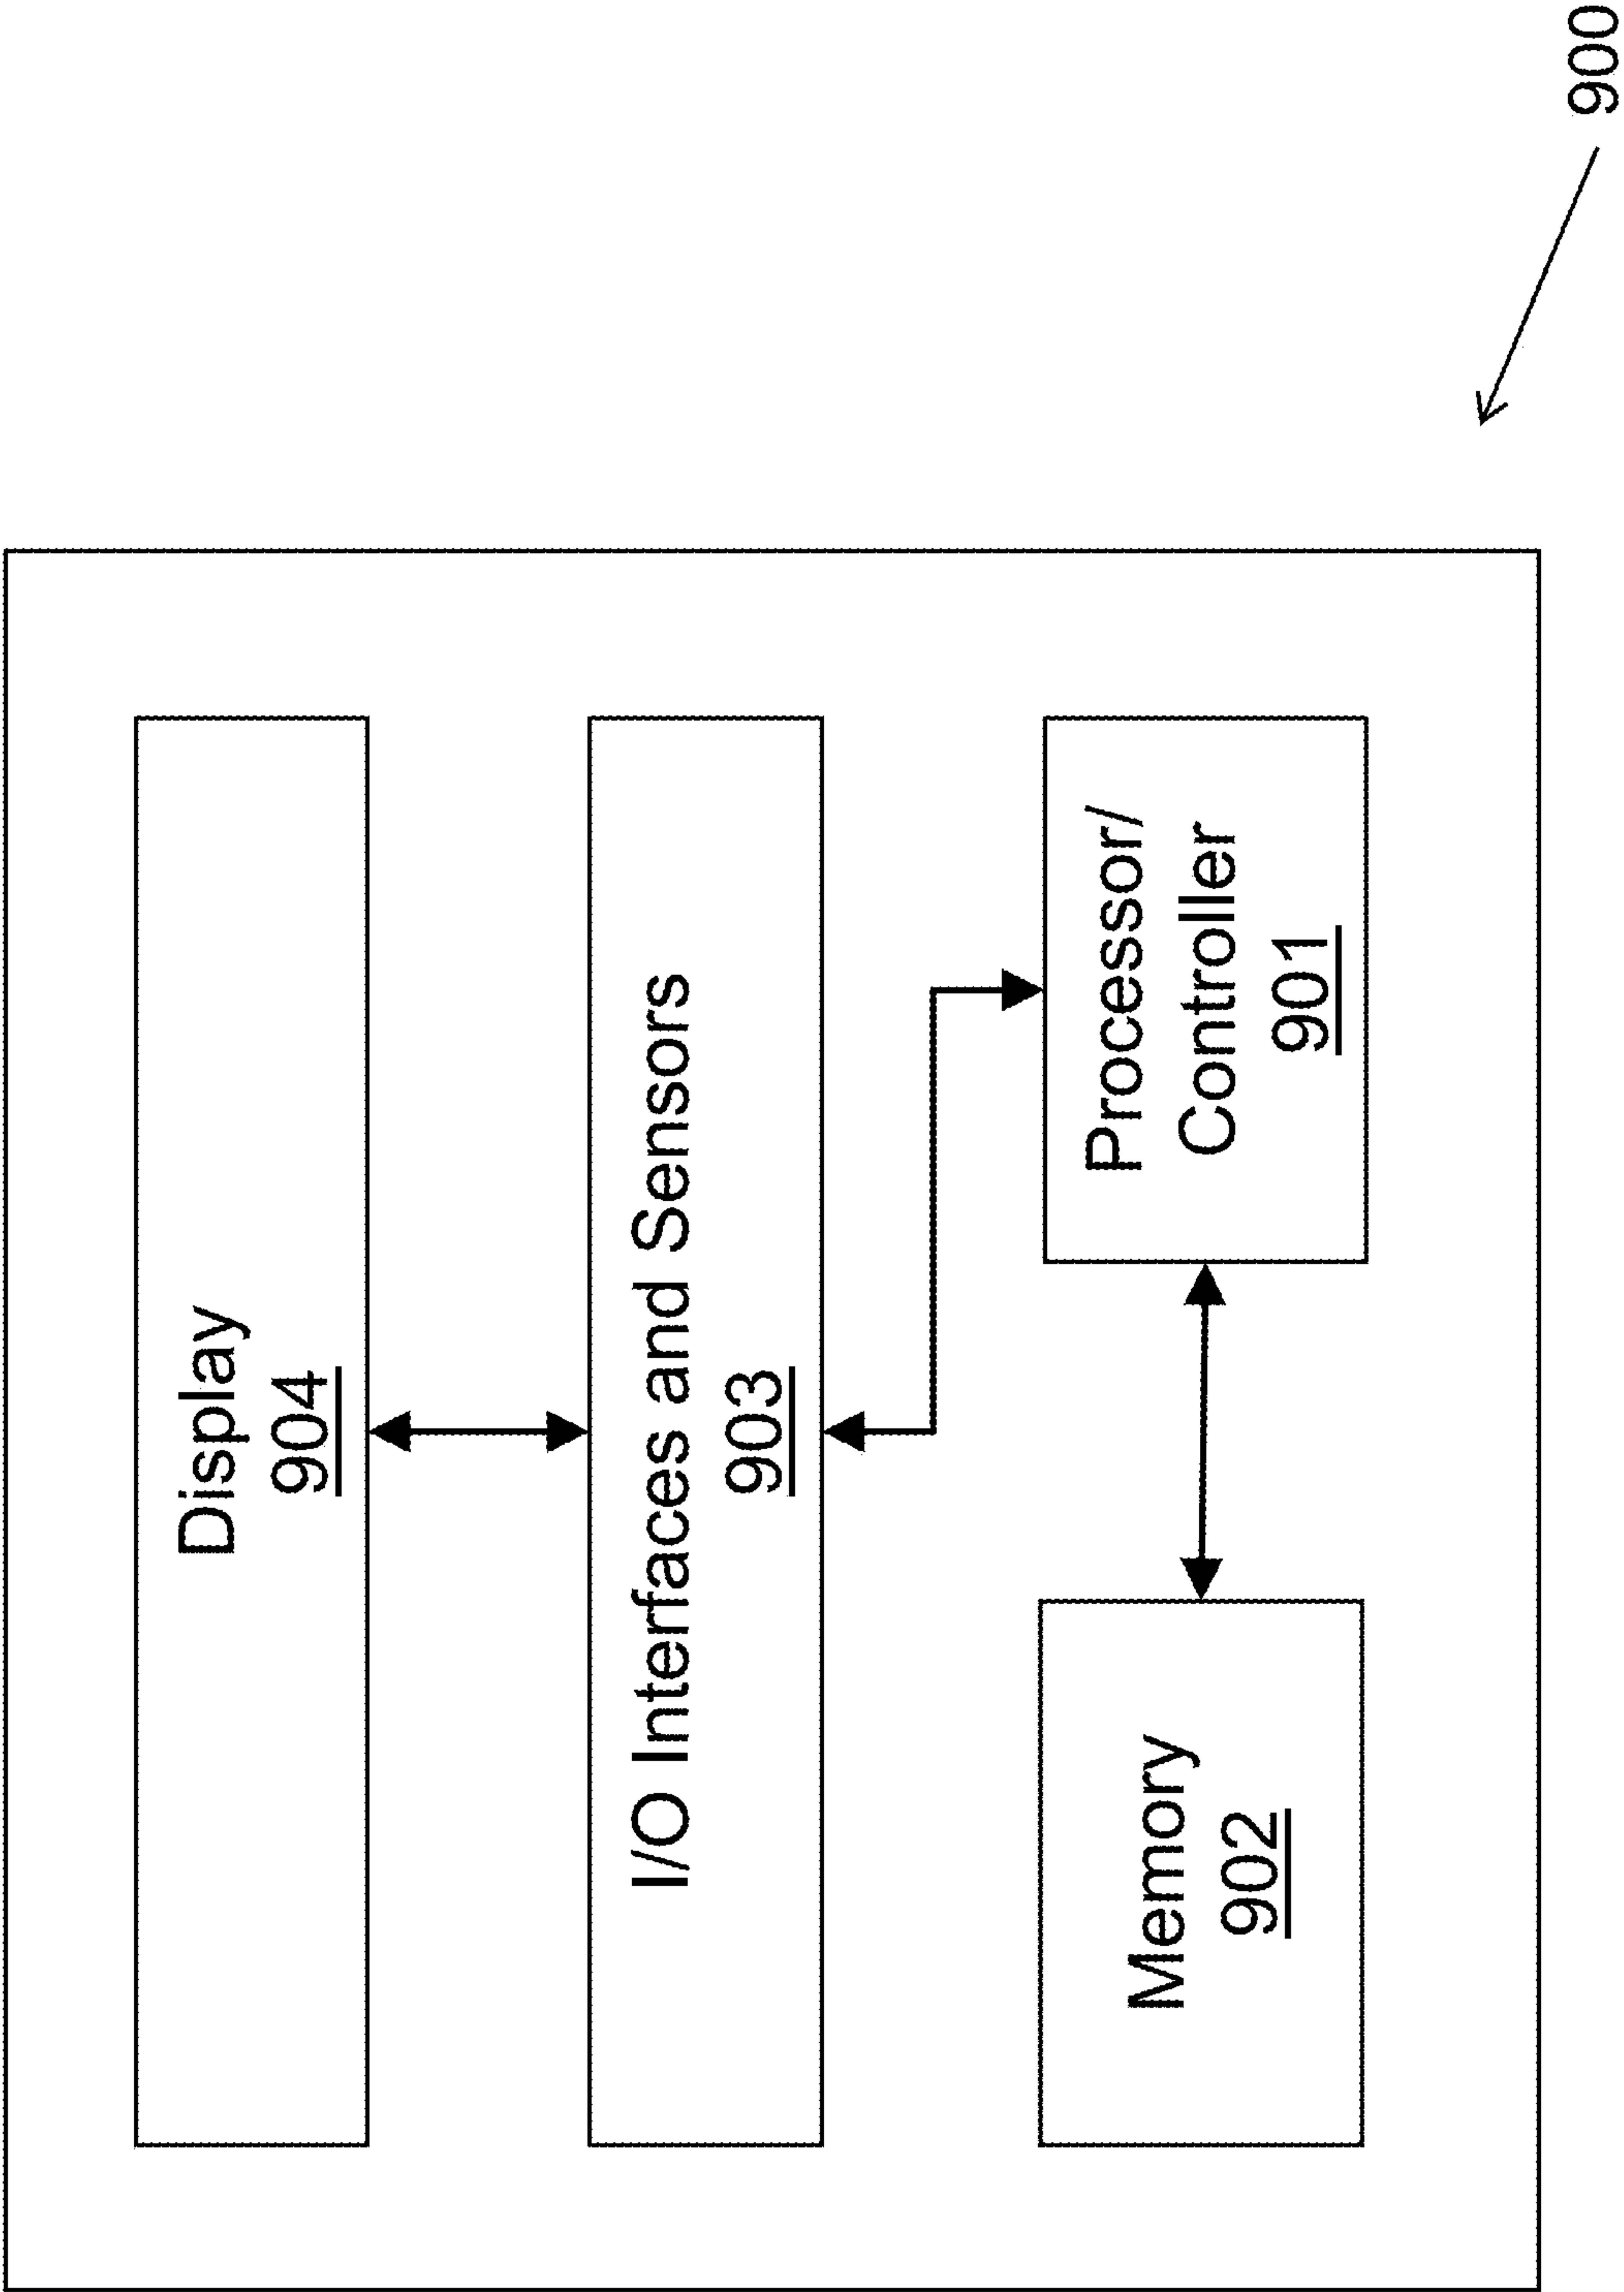 900
Display
904
I/O Interfaces and Sensors
903
Memory
902
Processor/
Controller
901